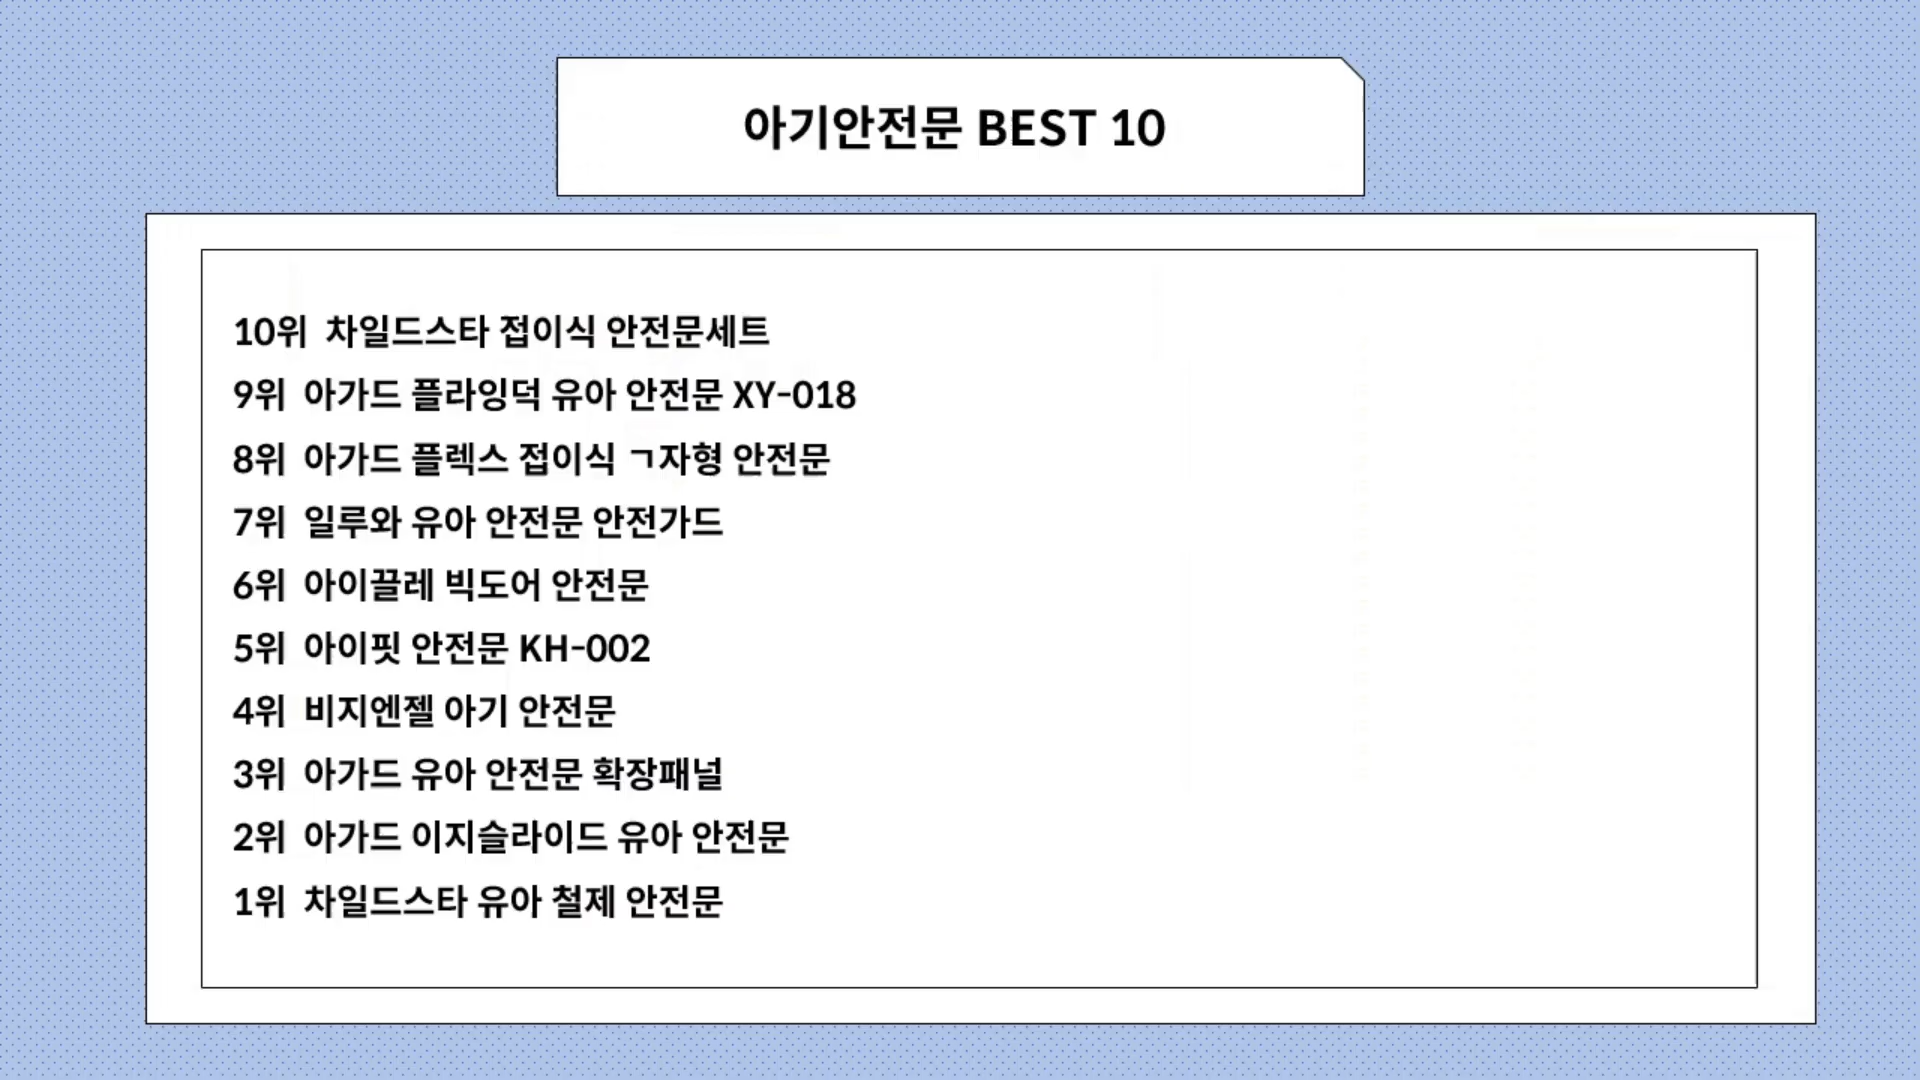 아기안전문 BEST 10
10위 차일드스타 접이식 안전문세트
9위 아가드 플라잉덕 유아 안전문 XY-018
8위 아가드 플렉스 접이식 ㄱ자형 안전문
7위 일루와 유아 안전문 안전가드
6위 아이끌레 빅도어 안전문
5위 아이핏 안전문 KH-002
4위 비지엔젤 아기 안전문
3위 아가드 유아 안전문 확장패널
2위 아가드 이지슬라이드 유아 안전문
1위 차일드스타 유아 철제 안전문